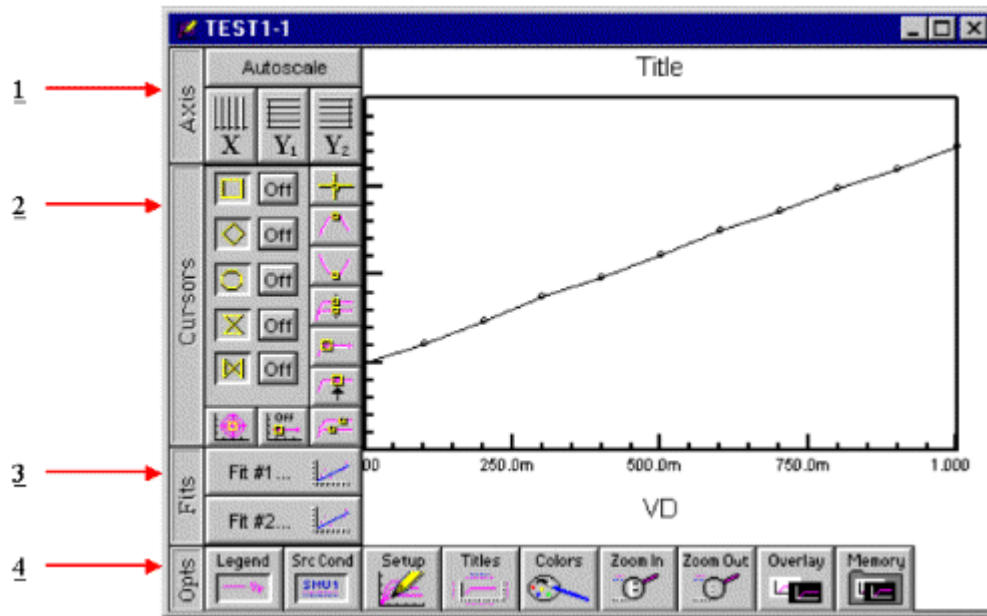 TEST1-1
1
Axis
Autoscale
X
Y1
Y2
Title
2
Cursors
Off
Off
Off
Off
Off
Off
00 250.0m 500.0m 750.0m 1.000
VD
3
Fits
Fit #1...
Fit #2...
4
Opts
Legend
Src Cond
SMU1
Setup
Titles
Colors
Zoom In
Zoom Out
Overlay
Memory